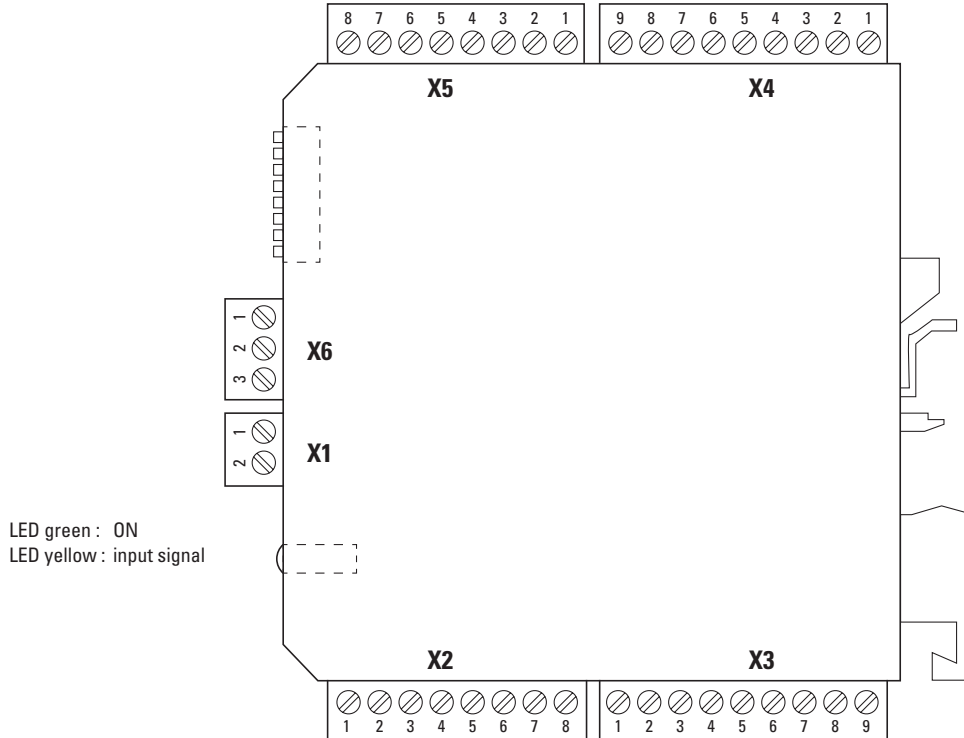 8 7 6 5 4 3 2 1
9 8 7 6 5 4 3 2 1
X5
X4
1
2
3
X6
1
2
X1
LED green : ON
LED yellow : input signal
X2
X3
1 2 3 4 5 6 7 8
1 2 3 4 5 6 7 8 9